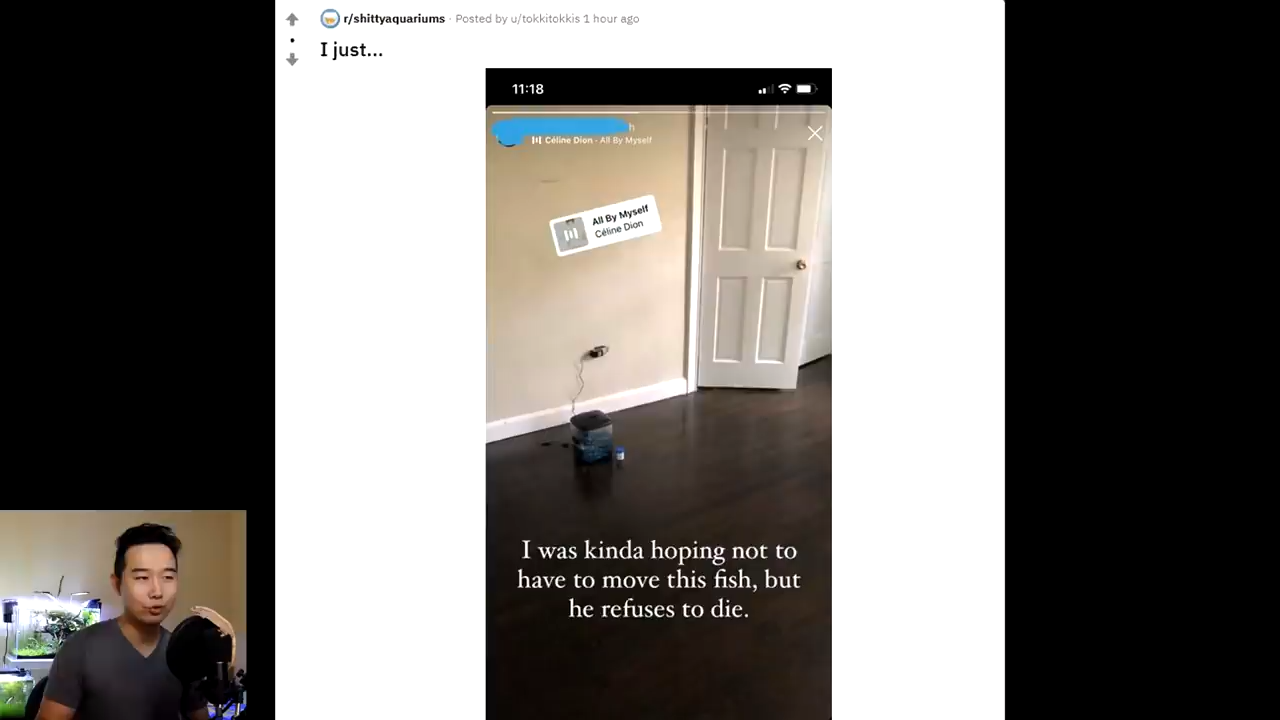 r/shittyaquariums · Posted by u/tokkitokkis 1 hour ago
I just...
11:18
h
Céline Dion · All By Myself
All By Myself
Céline Dion
I was kinda hoping not to
have to move this fish, but
he refuses to die.